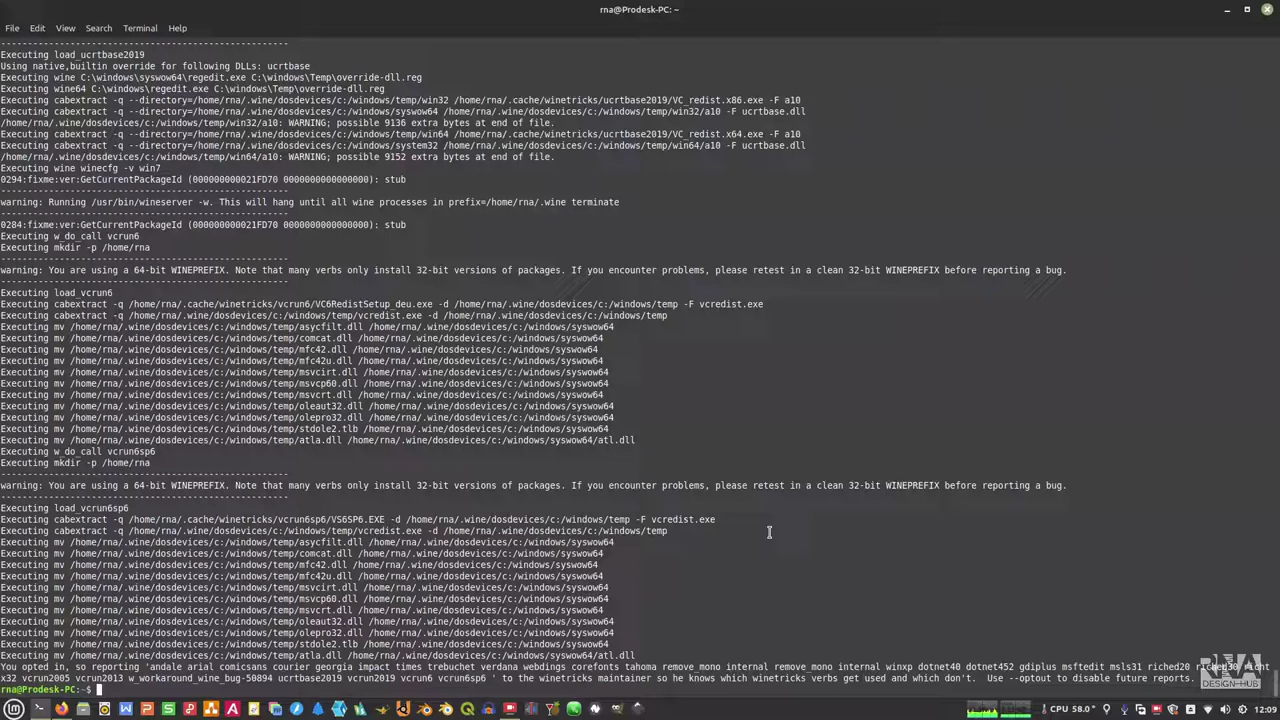 rna@Prodesk-PC: ~
File Edit View Search Terminal Help
------------------------------------------------------
Executing load_ucrtbase2019
Using native,builtin override for following DLLs: ucrtbase
Executing wine C:\windows\syswow64\regedit.exe C:\windows\Temp\override-dll.reg
Executing wine64 C:\windows\regedit.exe C:\windows\Temp\override-dll.reg
Executing cabextract -q --directory=/home/rna/.wine/dosdevices/c:/windows/temp/win32 /home/rna/.cache/winetricks/ucrtbase2019/VC_redist.x86.exe -F a10
Executing cabextract -q --directory=/home/rna/.wine/dosdevices/c:/windows/syswow64 /home/rna/.wine/dosdevices/c:/windows/temp/win32/a10 -F ucrtbase.dll
/home/rna/.wine/dosdevices/c:/windows/temp/win32/a10: WARNING; possible 9136 extra bytes at end of file.
Executing cabextract -q --directory=/home/rna/.wine/dosdevices/c:/windows/temp/win64 /home/rna/.cache/winetricks/ucrtbase2019/VC_redist.x64.exe -F a10
Executing cabextract -q --directory=/home/rna/.wine/dosdevices/c:/windows/system32 /home/rna/.wine/dosdevices/c:/windows/temp/win64/a10 -F ucrtbase.dll
/home/rna/.wine/dosdevices/c:/windows/temp/win64/a10: WARNING; possible 9152 extra bytes at end of file.
Executing wine winecfg -v win7
0294:fixme:ver:GetCurrentPackageId (000000000021FD70 0000000000000000): stub
------------------------------------------------------
warning: Running /usr/bin/wineserver -w. This will hang until all wine processes in prefix=/home/rna/.wine terminate
------------------------------------------------------
0284:fixme:ver:GetCurrentPackageId (000000000021FD70 0000000000000000): stub
Executing w_do_call vcrun6
Executing mkdir -p /home/rna
------------------------------------------------------
warning: You are using a 64-bit WINEPREFIX. Note that many verbs only install 32-bit versions of packages. If you encounter problems, please retest in a clean 32-bit WINEPREFIX before reporting a bug.
------------------------------------------------------
Executing load_vcrun6
Executing cabextract -q /home/rna/.cache/winetricks/vcrun6/VC6RedistSetup_deu.exe -d /home/rna/.wine/dosdevices/c:/windows/temp -F vcredist.exe
Executing cabextract -q /home/rna/.wine/dosdevices/c:/windows/temp/vcredist.exe -d /home/rna/.wine/dosdevices/c:/windows/temp
Executing mv /home/rna/.wine/dosdevices/c:/windows/temp/asycfilt.dll /home/rna/.wine/dosdevices/c:/windows/syswow64
Executing mv /home/rna/.wine/dosdevices/c:/windows/temp/comcat.dll /home/rna/.wine/dosdevices/c:/windows/syswow64
Executing mv /home/rna/.wine/dosdevices/c:/windows/temp/mfc42.dll /home/rna/.wine/dosdevices/c:/windows/syswow64
Executing mv /home/rna/.wine/dosdevices/c:/windows/temp/mfc42u.dll /home/rna/.wine/dosdevices/c:/windows/syswow64
Executing mv /home/rna/.wine/dosdevices/c:/windows/temp/msvcirt.dll /home/rna/.wine/dosdevices/c:/windows/syswow64
Executing mv /home/rna/.wine/dosdevices/c:/windows/temp/msvcp60.dll /home/rna/.wine/dosdevices/c:/windows/syswow64
Executing mv /home/rna/.wine/dosdevices/c:/windows/temp/msvcrt.dll /home/rna/.wine/dosdevices/c:/windows/syswow64
Executing mv /home/rna/.wine/dosdevices/c:/windows/temp/oleaut32.dll /home/rna/.wine/dosdevices/c:/windows/syswow64
Executing mv /home/rna/.wine/dosdevices/c:/windows/temp/olepro32.dll /home/rna/.wine/dosdevices/c:/windows/syswow64
Executing mv /home/rna/.wine/dosdevices/c:/windows/temp/stdole2.tlb /home/rna/.wine/dosdevices/c:/windows/syswow64
Executing mv /home/rna/.wine/dosdevices/c:/windows/temp/atla.dll /home/rna/.wine/dosdevices/c:/windows/syswow64/atl.dll
Executing w_do_call vcrun6sp6
Executing mkdir -p /home/rna
------------------------------------------------------
warning: You are using a 64-bit WINEPREFIX. Note that many verbs only install 32-bit versions of packages. If you encounter problems, please retest in a clean 32-bit WINEPREFIX before reporting a bug.
------------------------------------------------------
Executing load_vcrun6sp6
Executing cabextract -q /home/rna/.cache/winetricks/vcrun6sp6/VS6SP6.EXE -d /home/rna/.wine/dosdevices/c:/windows/temp -F vcredist.exe
Executing cabextract -q /home/rna/.wine/dosdevices/c:/windows/temp/vcredist.exe -d /home/rna/.wine/dosdevices/c:/windows/temp
Executing mv /home/rna/.wine/dosdevices/c:/windows/temp/asycfilt.dll /home/rna/.wine/dosdevices/c:/windows/syswow64
Executing mv /home/rna/.wine/dosdevices/c:/windows/temp/comcat.dll /home/rna/.wine/dosdevices/c:/windows/syswow64
Executing mv /home/rna/.wine/dosdevices/c:/windows/temp/mfc42.dll /home/rna/.wine/dosdevices/c:/windows/syswow64
Executing mv /home/rna/.wine/dosdevices/c:/windows/temp/mfc42u.dll /home/rna/.wine/dosdevices/c:/windows/syswow64
Executing mv /home/rna/.wine/dosdevices/c:/windows/temp/msvcirt.dll /home/rna/.wine/dosdevices/c:/windows/syswow64
Executing mv /home/rna/.wine/dosdevices/c:/windows/temp/msvcp60.dll /home/rna/.wine/dosdevices/c:/windows/syswow64
Executing mv /home/rna/.wine/dosdevices/c:/windows/temp/msvcrt.dll /home/rna/.wine/dosdevices/c:/windows/syswow64
Executing mv /home/rna/.wine/dosdevices/c:/windows/temp/oleaut32.dll /home/rna/.wine/dosdevices/c:/windows/syswow64
Executing mv /home/rna/.wine/dosdevices/c:/windows/temp/olepro32.dll /home/rna/.wine/dosdevices/c:/windows/syswow64
Executing mv /home/rna/.wine/dosdevices/c:/windows/temp/stdole2.tlb /home/rna/.wine/dosdevices/c:/windows/syswow64
Executing mv /home/rna/.wine/dosdevices/c:/windows/temp/atla.dll /home/rna/.wine/dosdevices/c:/windows/syswow64/atl.dll
You opted in, so reporting 'andale arial comicsans courier georgia impact times trebuchet verdana webdings corefonts tahoma remove_mono internal remove_mono internal winxp dotnet40 dotnet452 gdiplus msftedit msls31 riched20 riched30 richt
x32 vcrun2005 vcrun2013 w_workaround_wine_bug-50894 ucrtbase2019 vcrun2019 vcrun6 vcrun6sp6 ' to the winetricks maintainer so he knows which winetricks verbs get used and which don't. Use --optout to disable future reports.
rna@Prodesk-PC:~$
RNA
DESIGN-HUB
CPU 58.0° 12:09